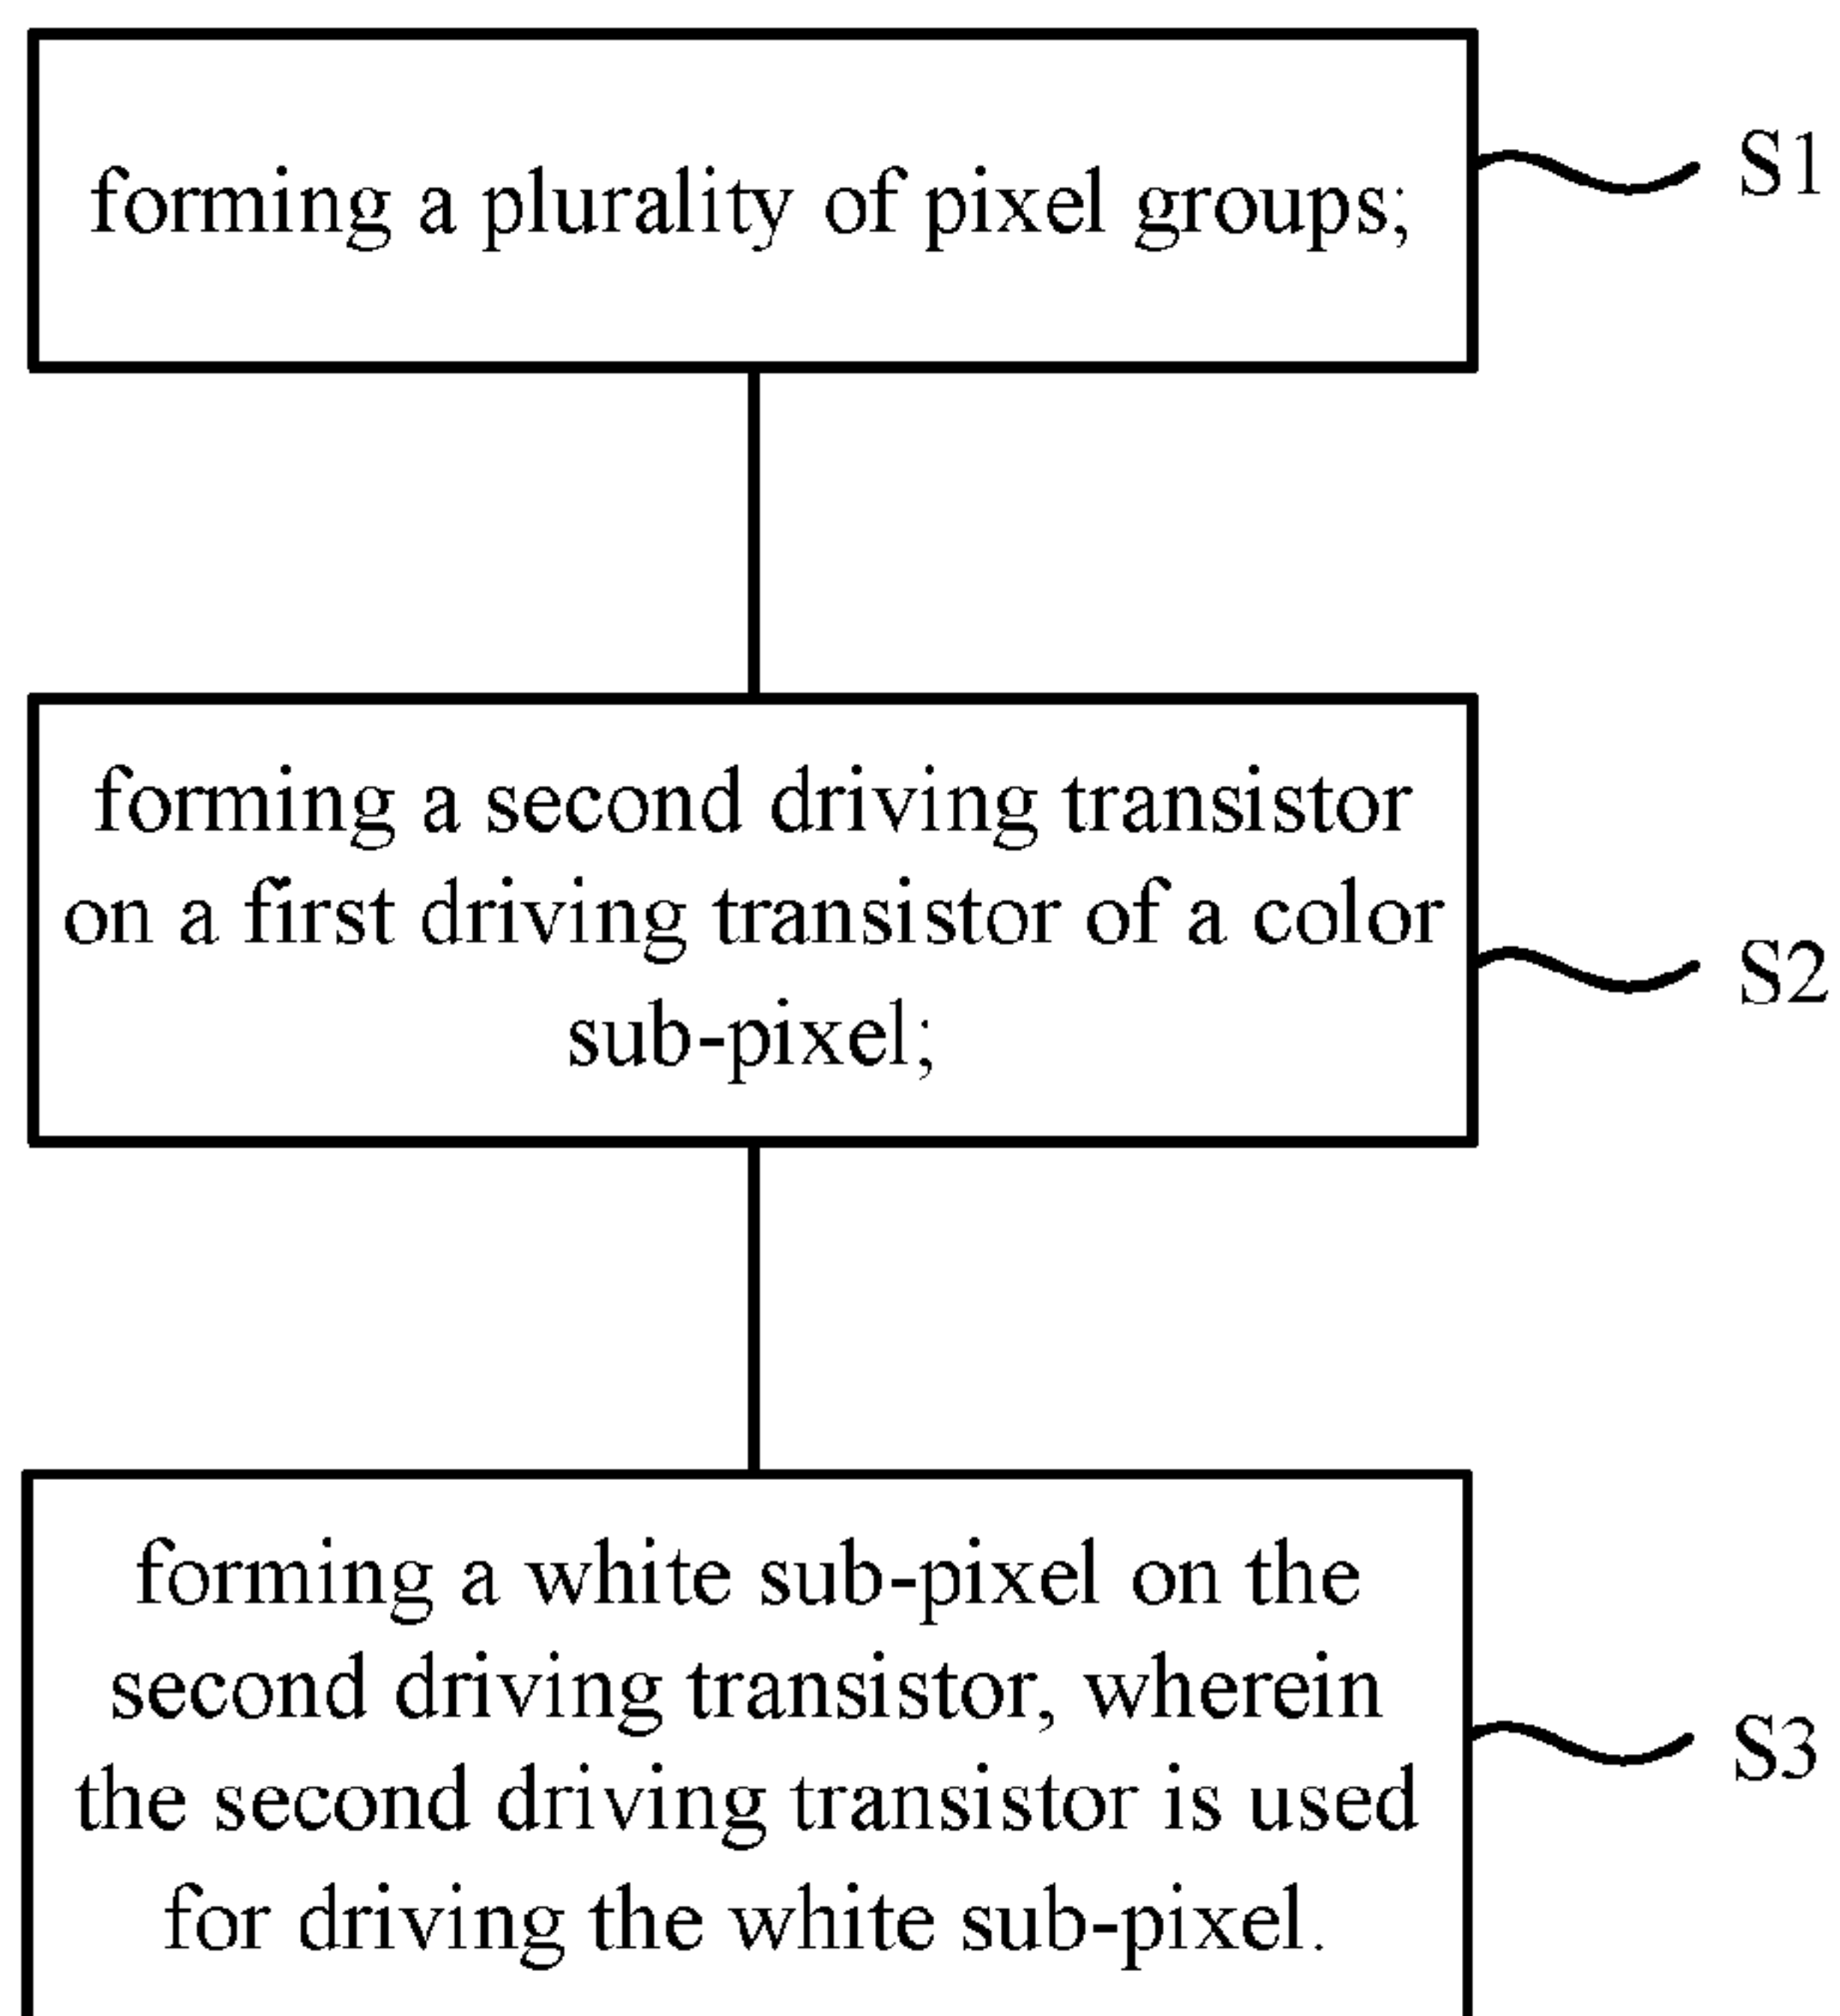 forming a plurality of pixel groups;
S1
forming a second driving transistor
on a first driving transistor of a color
sub-pixel;
S2
forming a white sub-pixel on the
second driving transistor, wherein
the second driving transistor is used
for driving the white sub-pixel.
S3